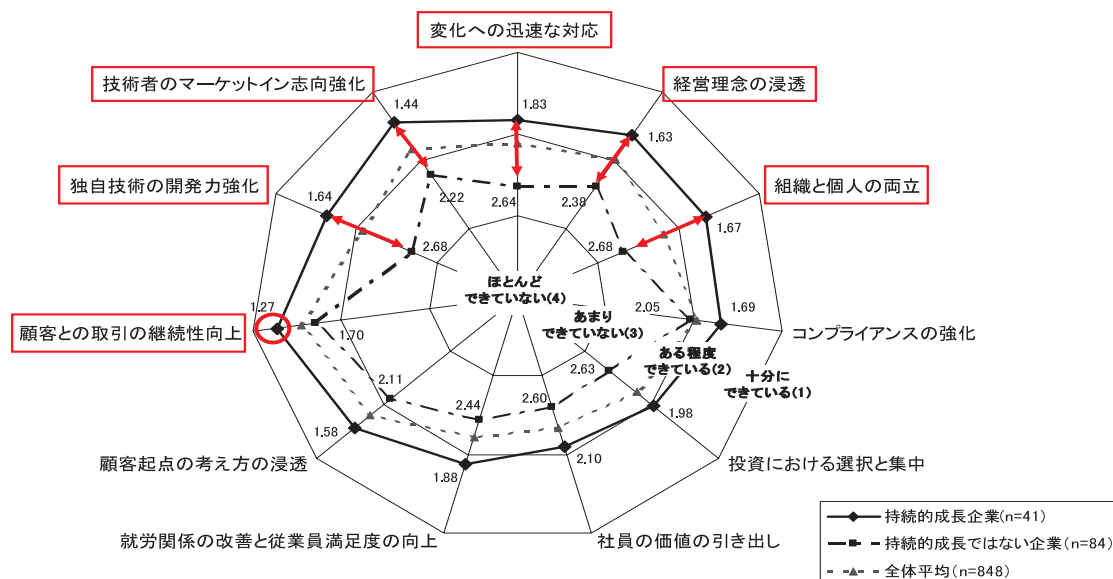 変化への迅速な対応
技術者のマーケットイン志向強化
経営理念の浸透
1.44
1.83
1.63
独自技術の開発力強化
組織と個人の両立
1.64
2.22
2.64
2.38
1.67
2.68
2.68
ほとんど
できていない(4)
1.27
2.05
1.69
顧客との取引の継続性向上
1.70
あまり
できていない(3)
コンプライアンスの強化
ある程度
できている(2)
2.63
十分に
できている(1)
2.11
2.44
2.60
1.98
1.58
顧客起点の考え方の浸透
1.88
2.10
投資における選択と集中
就労関係の改善と従業員満足度の向上
社員の価値の引き出し
持続的成長企業(n=41)
持続的成長ではない企業(n=84)
全体平均(n=848)